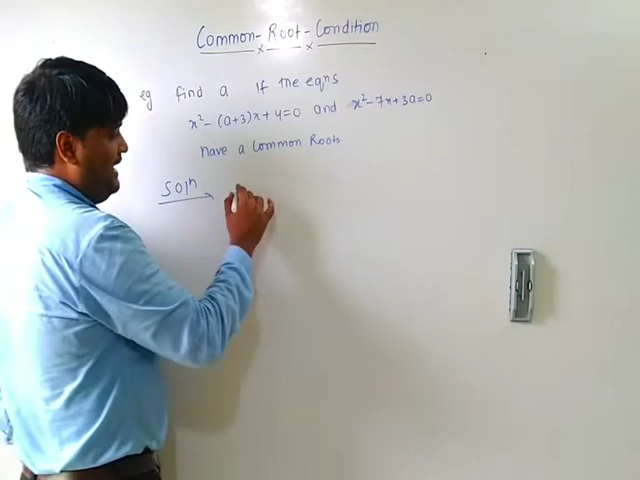 Common-Root-Condition
eg find a if the eqns
x²-(a+3)x+4=0 and x²-7x+3a=0
have a common Roots
Solⁿ